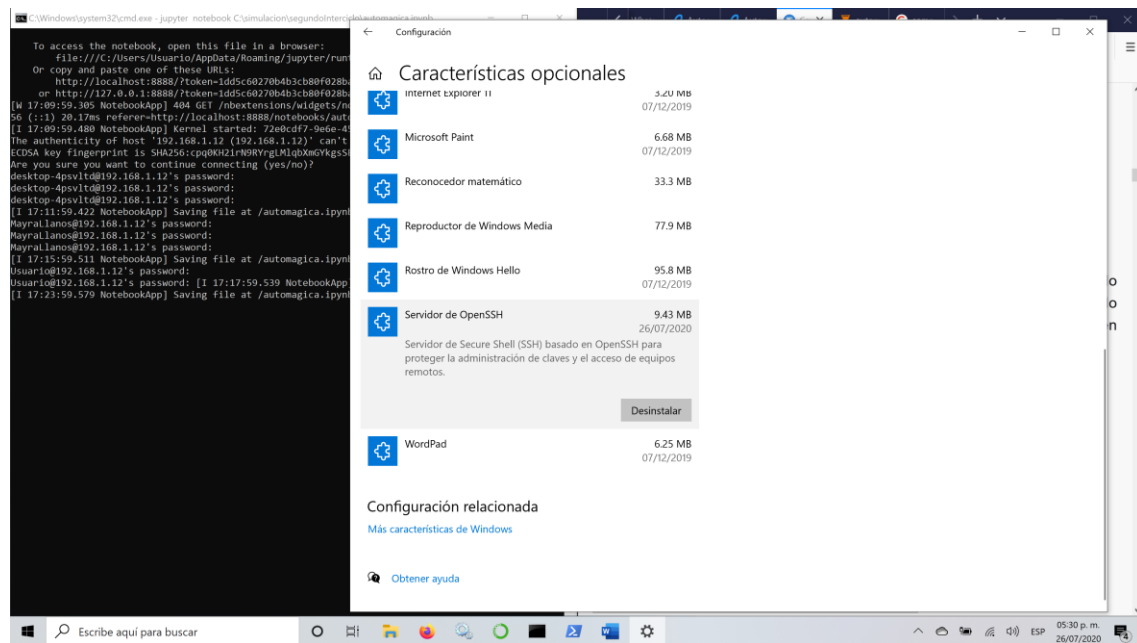 C:\Windows\system32\cmd.exe - jupyter notebook C:\simulacion\segundoInterciclo\automagica.ipynb
To access the notebook, open this file in a browser:
file:///C:/Users/Usuario/AppData/Roaming/jupyter/runt
Or copy and paste one of these URLs:
http://localhost:8888/?token=1dd5c60270b4b3cb80f028ba
or http://127.0.0.1:8888/?token=1dd5c60270b4b3cb80f028ba
[W 17:09:59.305 NotebookApp] 404 GET /nbextensions/widgets/no
56 (::1) 20.17ms referer=http://localhost:8888/notebooks/auto
[I 17:09:59.480 NotebookApp] Kernel started: 72e0cdf7-9e6e-45
The authenticity of host '192.168.1.12 (192.168.1.12)' can't
ECDSA key fingerprint is
Are you sure you want to continue connecting (yes/no)?
desktop-4psvltd@192.168.1.12's password:
desktop-4psvltd@192.168.1.12's password:
desktop-4psvltd@192.168.1.12's password:
[I 17:11:59.422 NotebookApp] Saving file at /automagica.ipynb
MayraLlanos@192.168.1.12's password:
MayraLlanos@192.168.1.12's password:
MayraLlanos@192.168.1.12's password:
[I 17:15:59.511 NotebookApp] Saving file at /automagica.ipynb
Usuario@192.168.1.12's password:
Usuario@192.168.1.12's password: [I 17:17:59.539 NotebookApp
[I 17:23:59.579 NotebookApp] Saving file at /automagica.ipynb
Configuración
Características opcionales
Internet Explorer 11 3.20 MB
07/12/2019
Microsoft Paint 6.68 MB
07/12/2019
Reconocedor matemático 33.3 MB
Reproductor de Windows Media 77.9 MB
Rostro de Windows Hello 95.8 MB
07/12/2019
Servidor de OpenSSH 9.43 MB
26/07/2020
Servidor de Secure Shell (SSH) basado en OpenSSH para
proteger la administración de claves y el acceso de equipos
remotos.
Desinstalar
WordPad 6.25 MB
07/12/2019
Configuración relacionada
Más características de Windows
Obtener ayuda
o
o
n
Escribe aquí para buscar
ESP
05:30 p. m.
26/07/2020